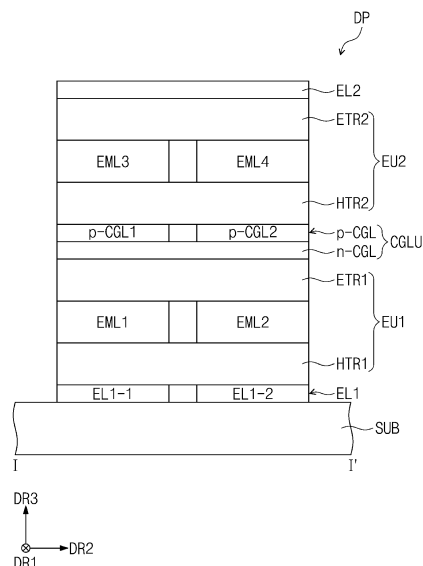 DP
EL2
ETR2
EML3 EML4 EU2
HTR2
p-CGL1 p-CGL2 p-CGL
CGLU
n-CGL
ETR1
EML1 EML2 EU1
HTR1
EL1-1 EL1-2 EL1
SUB
I I'
DR3
DR2
DR1